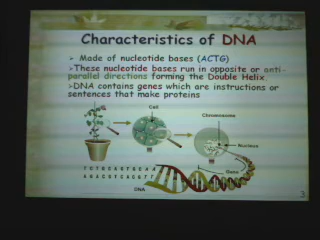 Characteristics of DNA
➢ Made of nucleotide bases (ACTG)
➢These nucleotide bases run in opposite or anti-
parallel directions forming the Double Helix.
➢DNA contains genes which are instructions or
sentences that make proteins
Cell
Chromosome
Nucleus
Gene
DNA
3